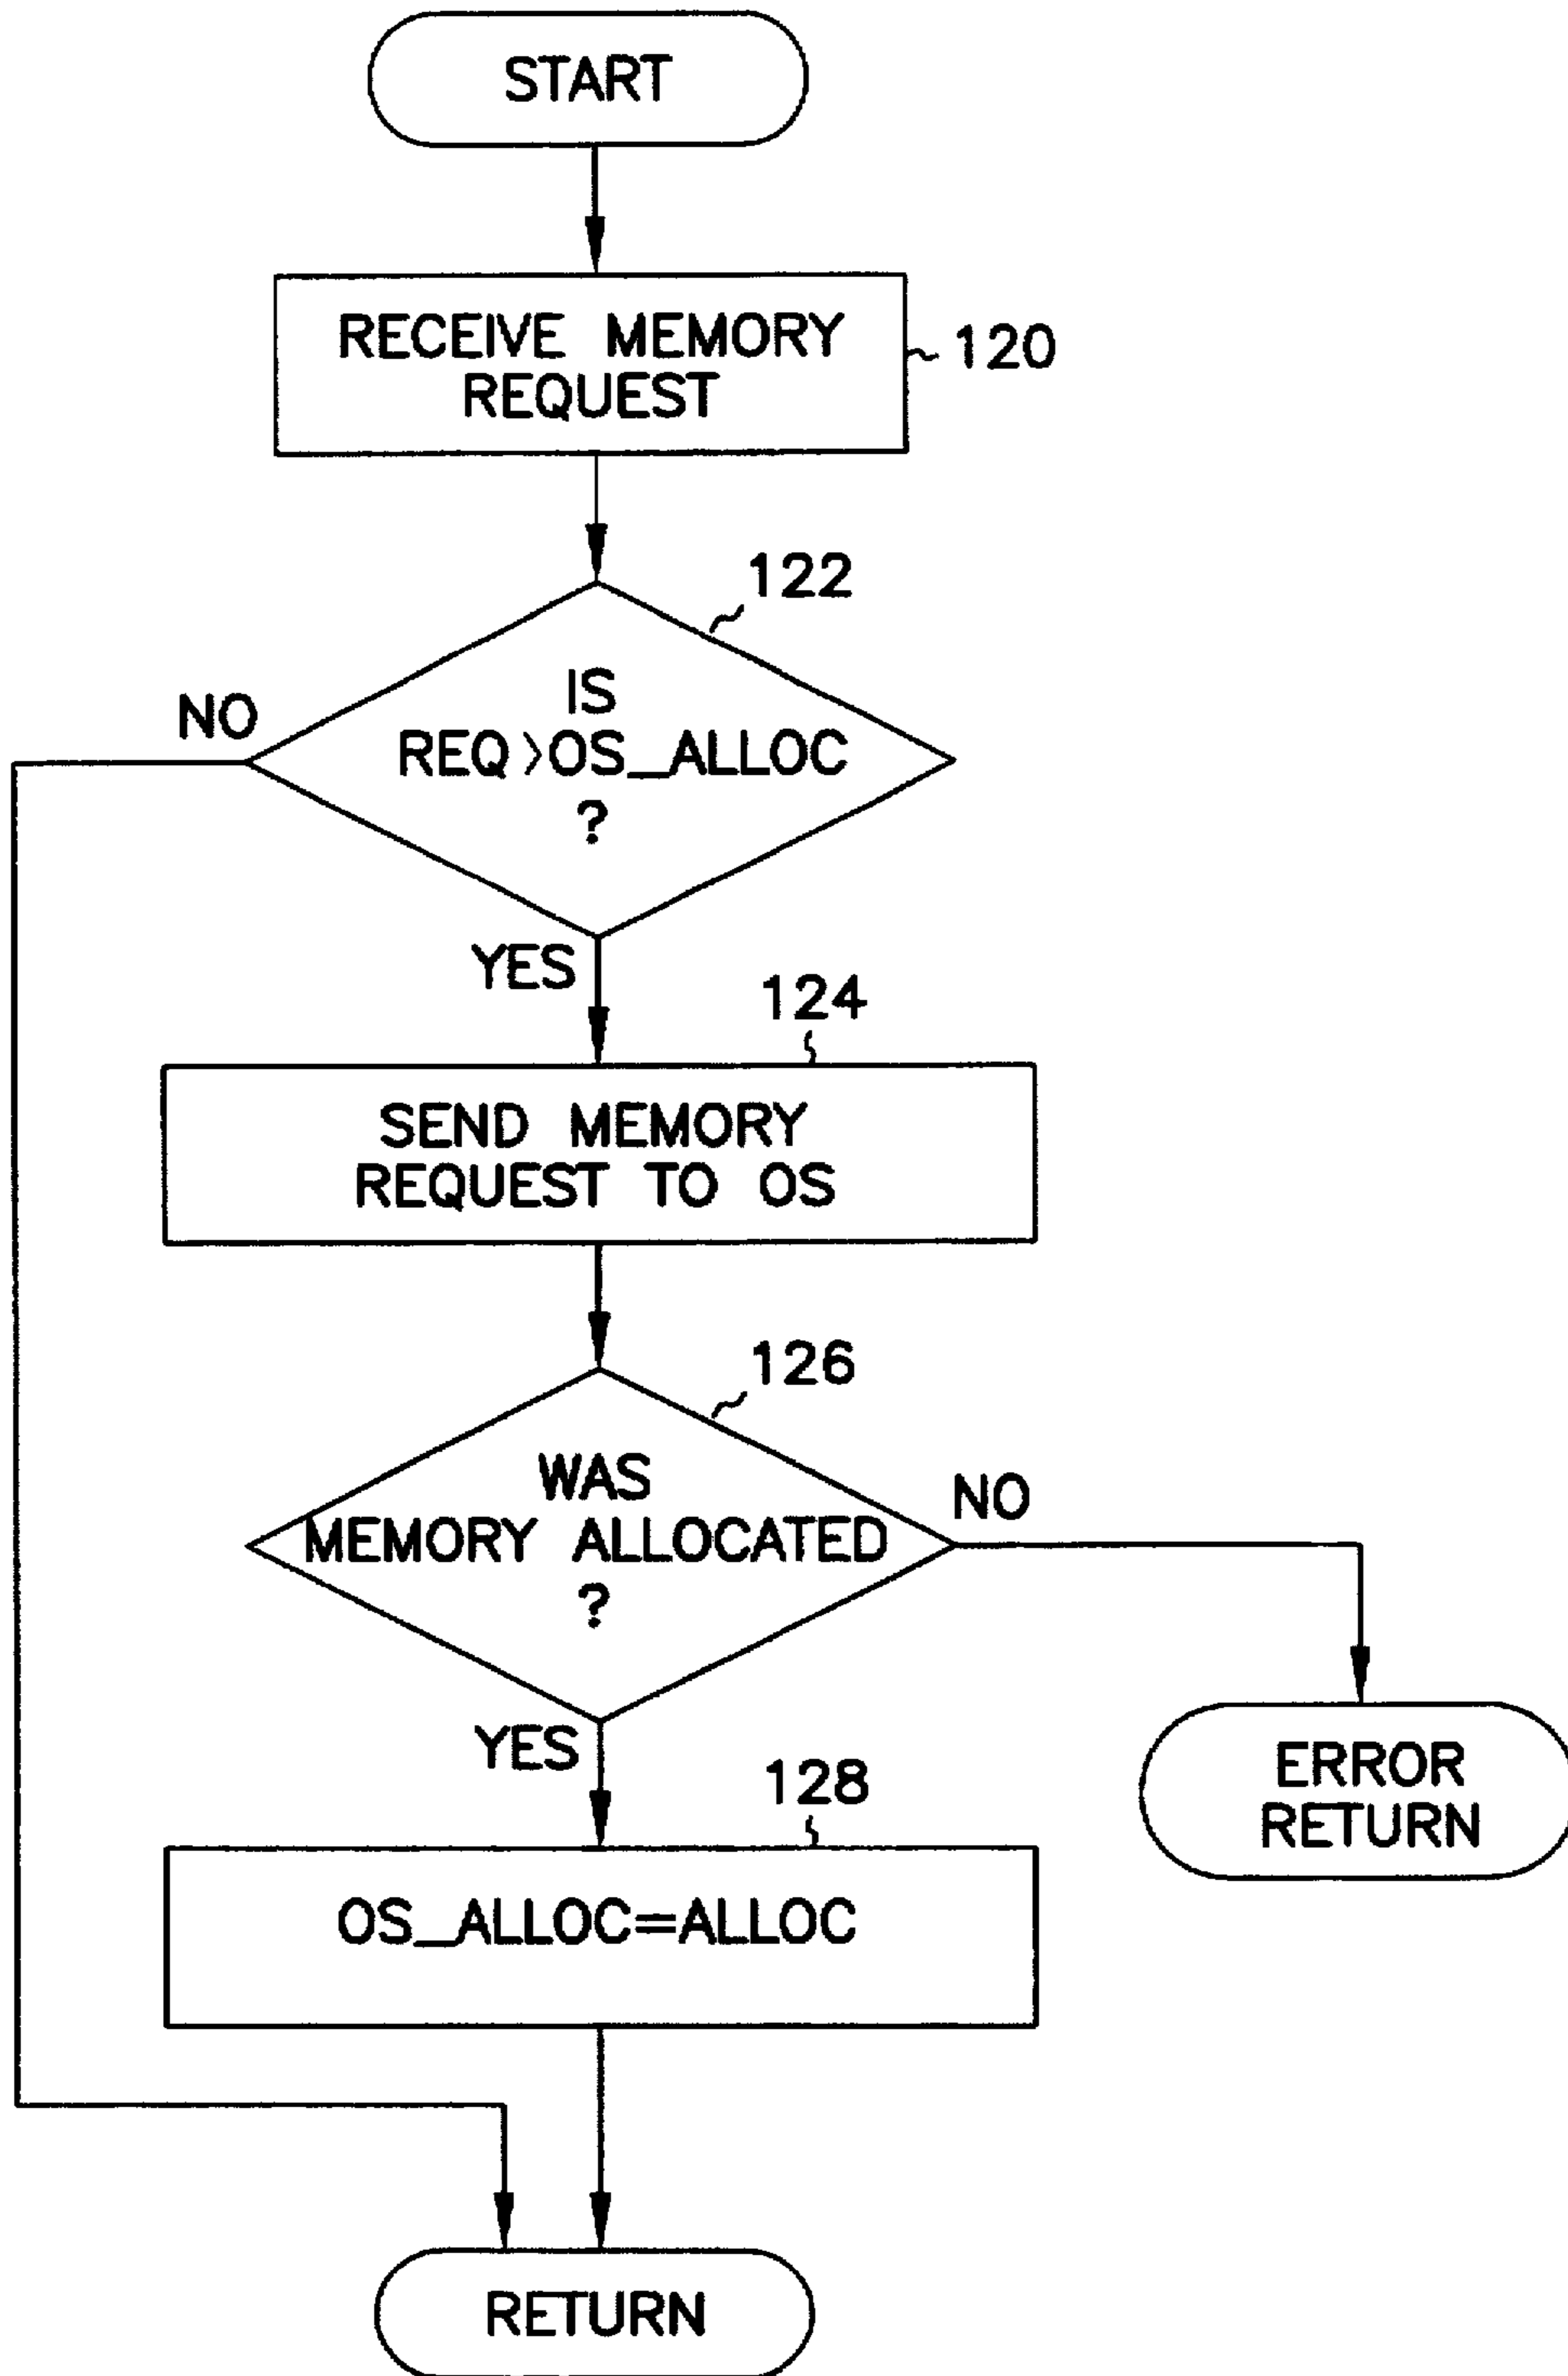 START
RECEIVE MEMORY
REQUEST
120
122
IS
REQ>OS_ALLOC
?
NO
YES
124
SEND MEMORY
REQUEST TO OS
126
WAS
MEMORY ALLOCATED
?
NO
YES
ERROR
RETURN
128
OS_ALLOC=ALLOC
RETURN